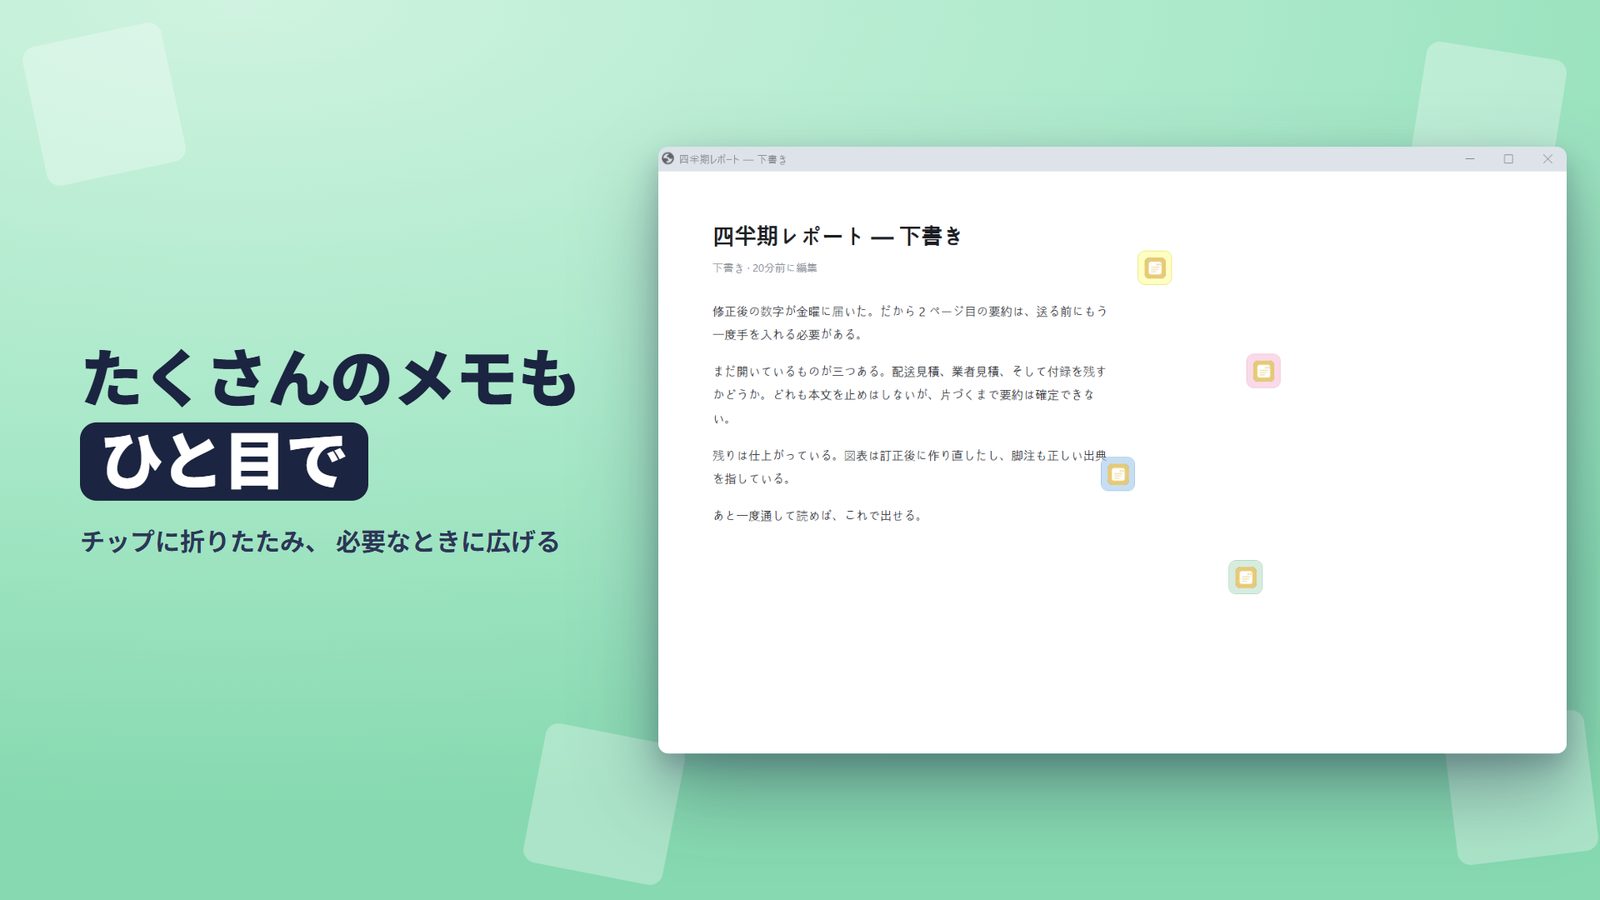 たくさんのメモも
ひと目で
チップに折りたたみ、 必要なときに広げる
四半期レポート — 下書き
四半期レポート — 下書き
下書き · 20分前に編集
修正後の数字が金曜に届いた。だから２ページ目の要約は、送る前にもう
一度手を入れる必要がある。
まだ開いているものが三つある。配送見積、業者見積、そして付録を残す
かどうか。どれも本文を止めはしないが、片づくまで要約は確定できな
い。
残りは仕上がっている。図表は訂正後に作り直したし、脚注も正しい出典
を指している。
あと一度通して読めば、これで出せる。